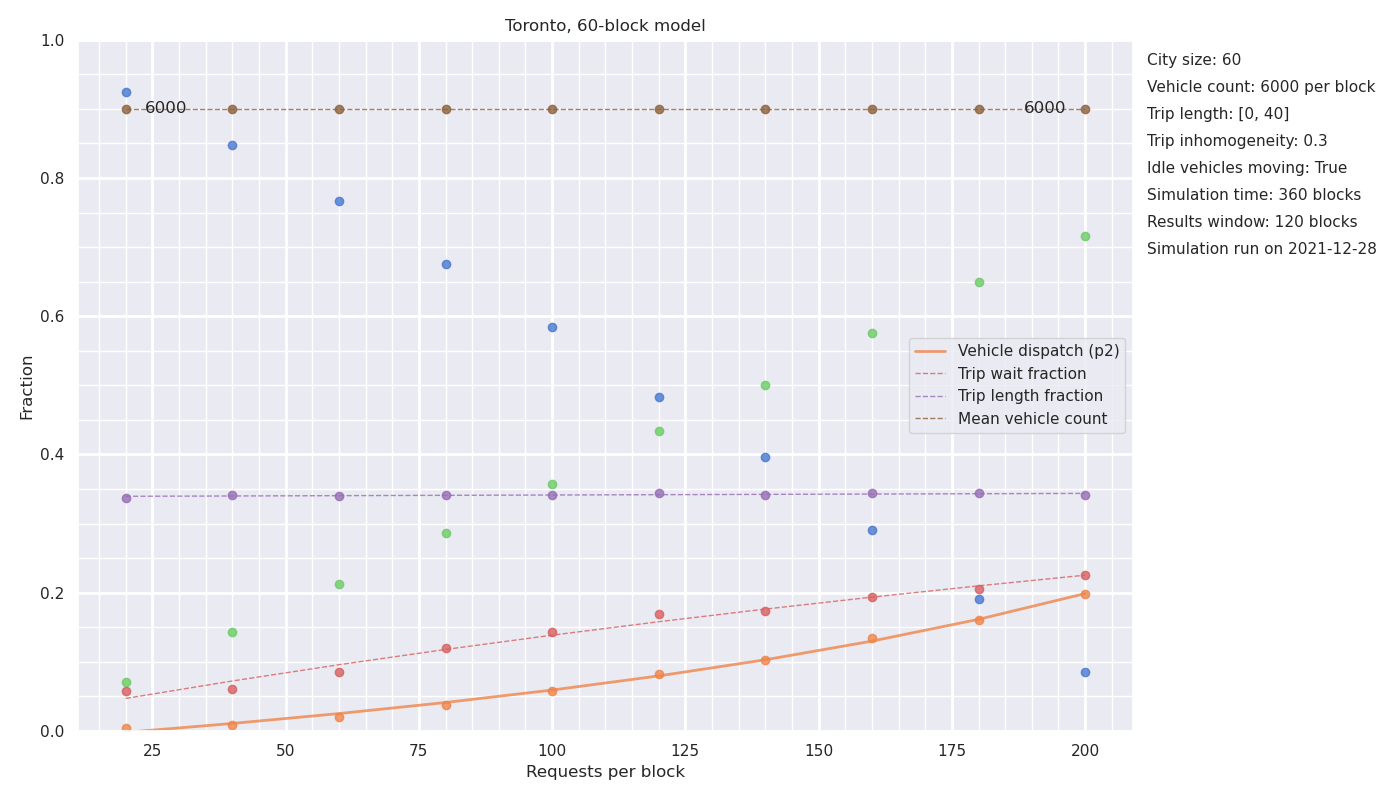 Toronto, 60-block model
1.0
0.8
0.6
0.4
0.2
0.0
Fraction
6000
6000
Vehicle dispatch (p2)
Trip wait fraction
Trip length fraction
Mean vehicle count
25
50
75
100
125
150
175
200
Requests per block
City size: 60
Vehicle count: 6000 per block
Trip length: [0, 40]
Trip inhomogeneity: 0.3
Idle vehicles moving: True
Simulation time: 360 blocks
Results window: 120 blocks
Simulation run on 2021-12-28